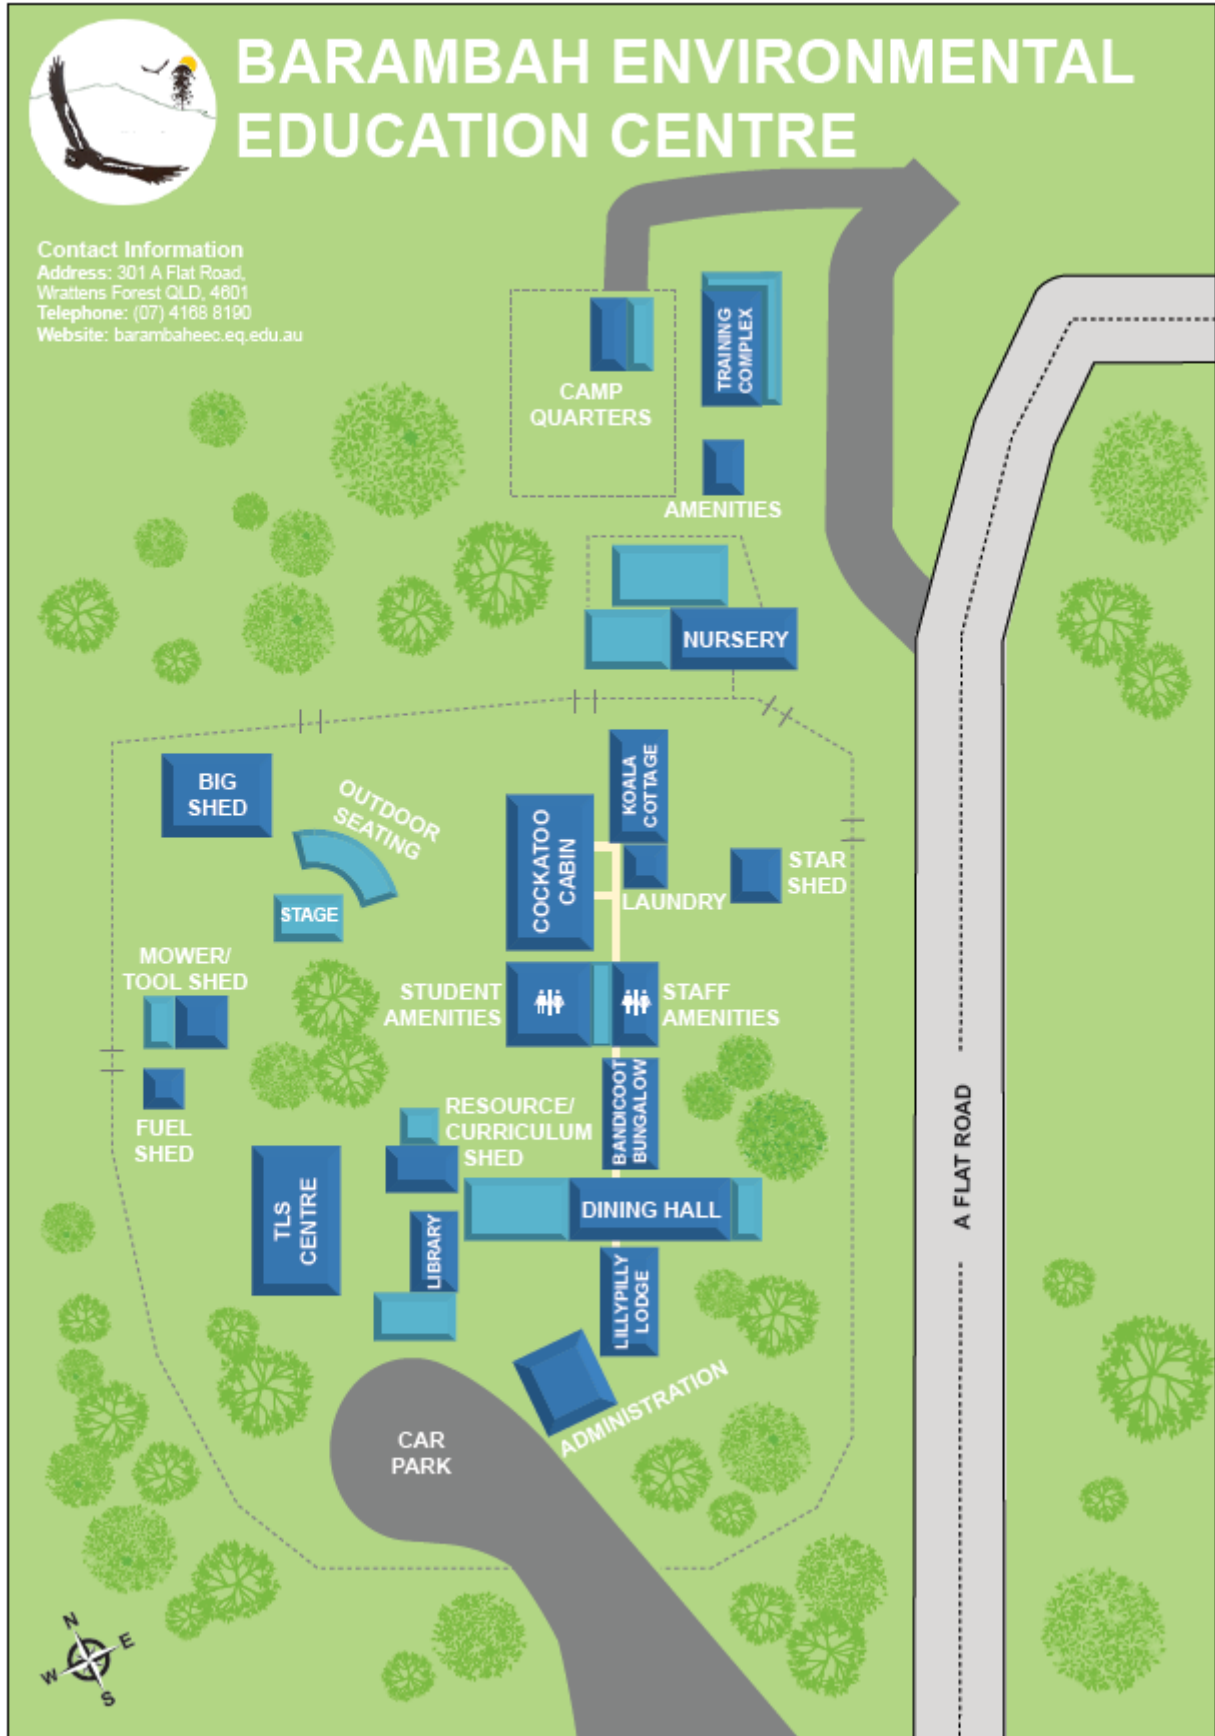 BARAMBAH ENVIRONMENTAL
EDUCATION CENTRE
Contact Information
Address: 301 A Flat Road,
Wrattens Forest QLD, 4601
Telephone: (07) 4168 8190
Website: barambaheec.eq.edu.au
TRAINING
COMPLEX
CAMP
QUARTERS
AMENITIES
NURSERY
BIG
SHED
OUTDOOR
SEATING
STAGE
KOALA
COTTAGE
COCKATOO
CABIN
LAUNDRY
STAR
SHED
MOWER/
TOOL SHED
STUDENT
AMENITIES
STAFF
AMENITIES
FUEL
SHED
RESOURCE/
CURRICULUM
SHED
BANDICOOT
BUNGALOW
TLS
CENTRE
LIBRARY
DINING HALL
LILLYPILLY
LODGE
ADMINISTRATION
CAR
PARK
A FLAT ROAD
N
E
W
S